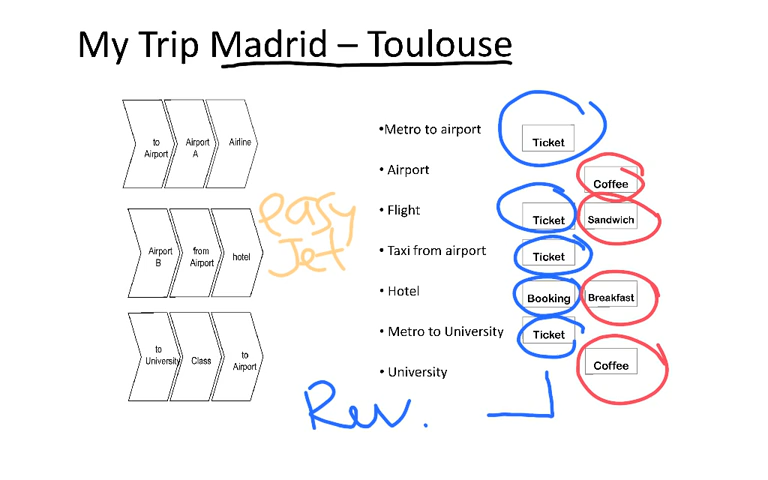 My Trip Madrid – Toulouse
to Airport
Airport A
Airline
Airport B
from Airport
hotel
to University
Class
to Airport
easy
Jet
•Metro to airport
Ticket
•Airport
Coffee
•Flight
Ticket
Sandwich
•Taxi from airport
Ticket
•Hotel
Booking
Breakfast
•Metro to University
Ticket
•University
Coffee
Rev.